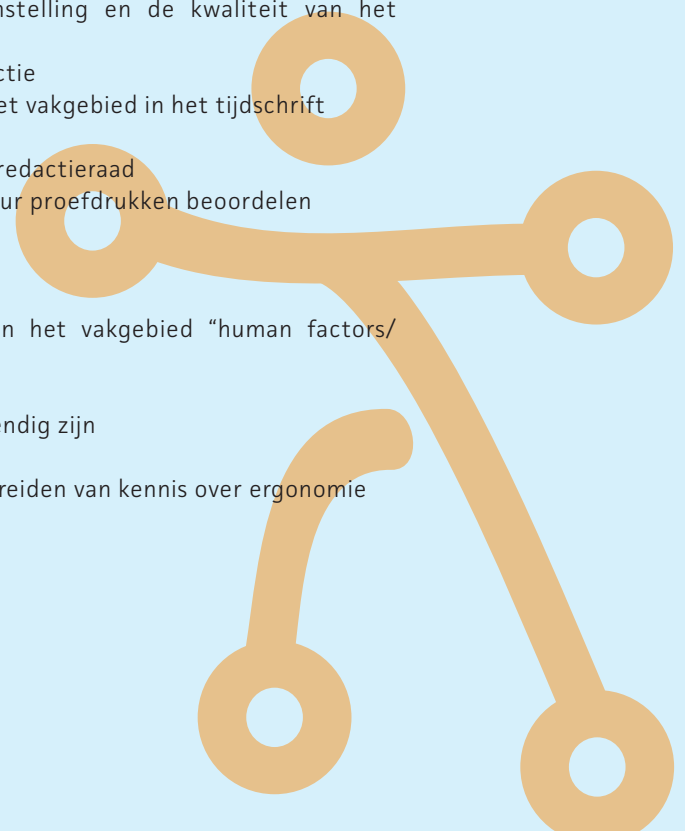 nstelling en de kwaliteit van het
ctie
et vakgebied in het tijdschrift
redactieraad
ur proefdrukken beoordelen
n het vakgebied “human factors/
endig zijn
reiden van kennis over ergonomie